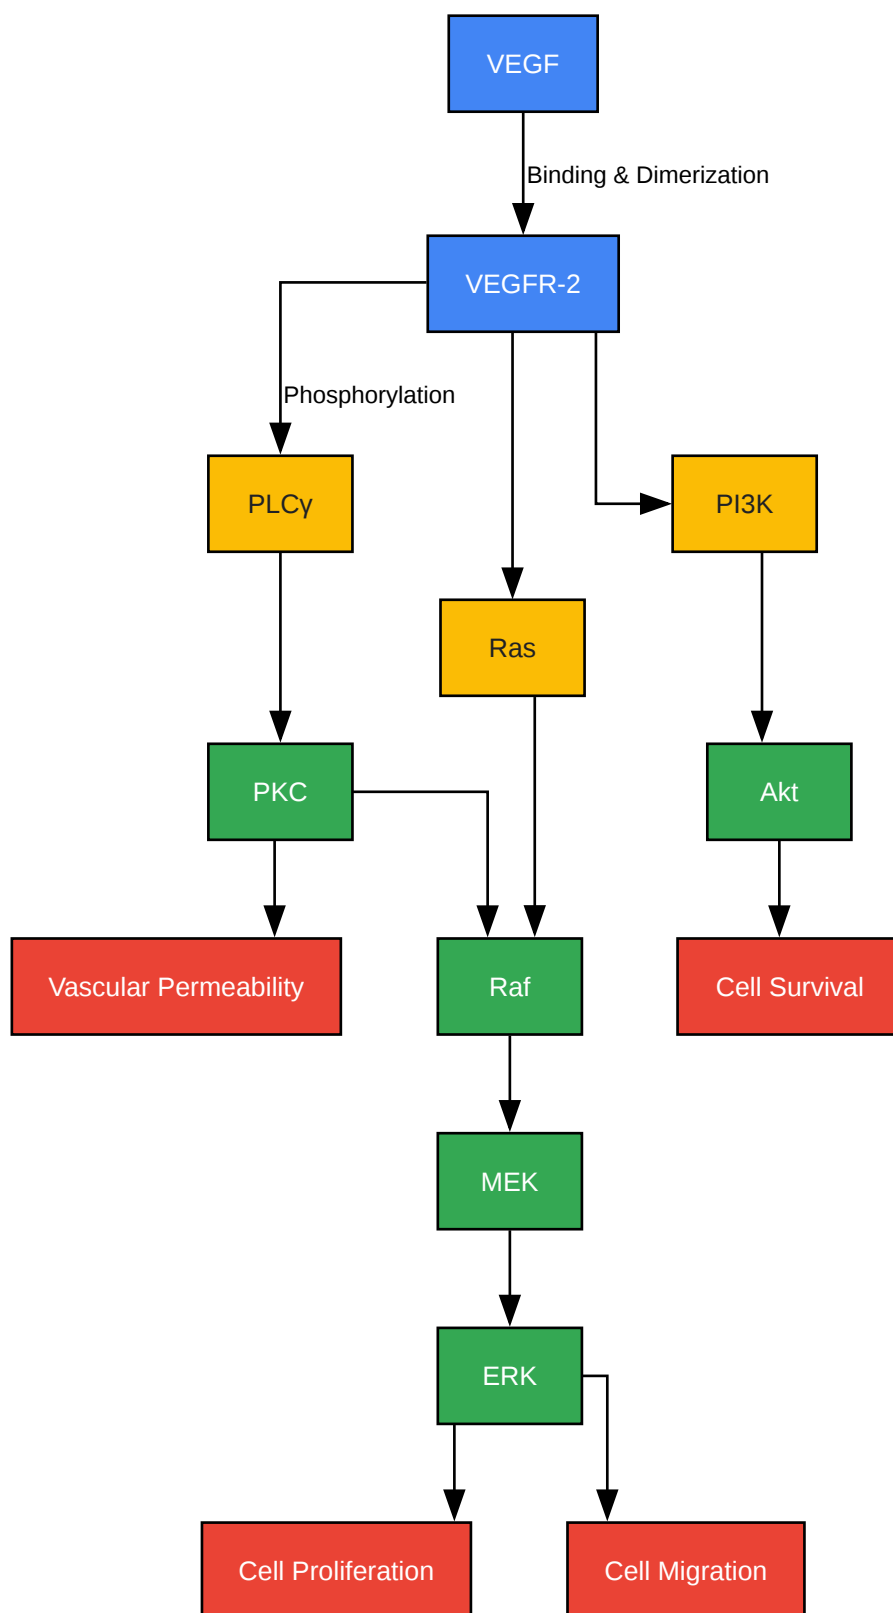 VEGF
Binding & Dimerization
VEGFR-2
Phosphorylation
PLCγ
PI3K
Ras
PKC
Akt
Vascular Permeability
Raf
Cell Survival
MEK
ERK
Cell Proliferation
Cell Migration